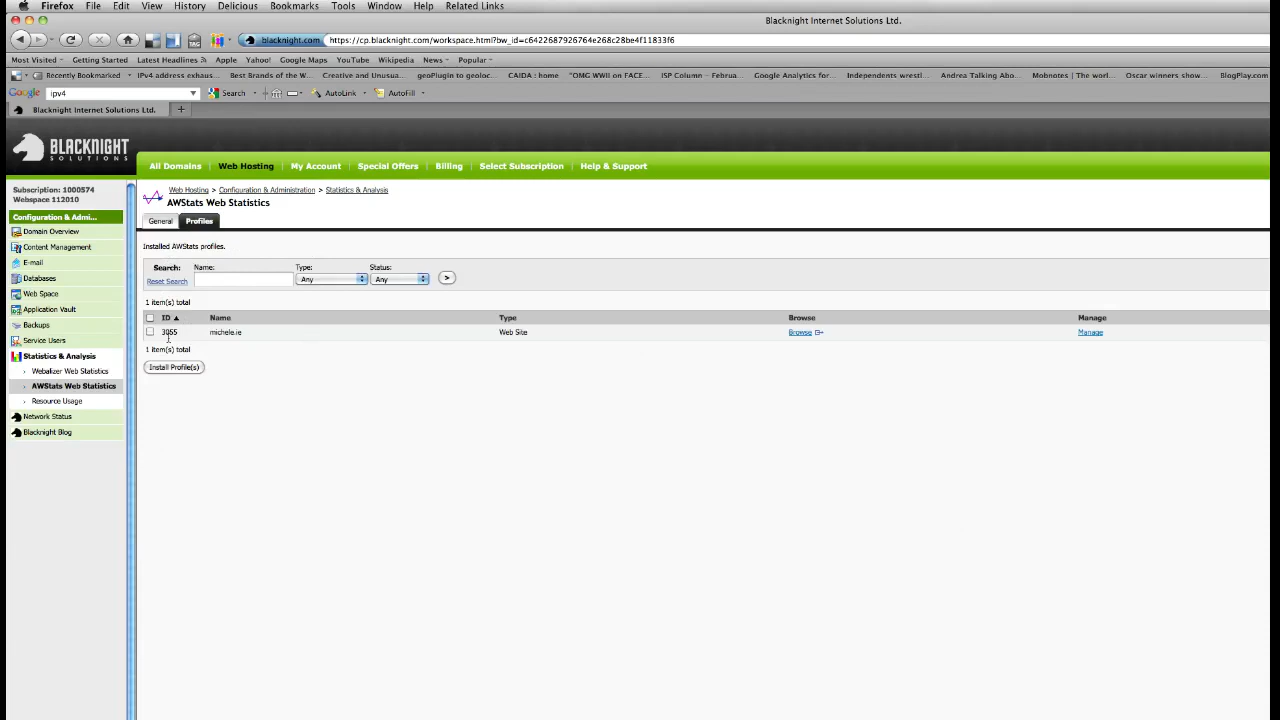 Firefox File Edit View History Delicious Bookmarks Tools Window Help Related Links
Blacknight Internet Solutions Ltd.
blacknight.com https://cp.blacknight.com/workspace.html?bw_id=c6422687926764e268c28be4f11833f6
Most Visited Getting Started Latest Headlines Apple Yahoo! Google Maps YouTube Wikipedia News Popular
Recently Bookmarked IPv4 address exhaus... Best Brands of the W... Creative and Unusua... geoPlugin to geoloc... CAIDA : home "OMG WWII on FACE... ISP Column – Februa... Google Analytics for... Independents wrestli... Andrea Talking Abo... Mobnotes | The worl... Oscar winners show... BlogPlay.com
Google ipv4 Search AutoLink AutoFill
Blacknight Internet Solutions Ltd.
BLACKNIGHT
SOLUTIONS
All Domains Web Hosting My Account Special Offers Billing Select Subscription Help & Support
Subscription: 1000574
Webspace 112010
Configuration & Admi...
Domain Overview
Content Management
E-mail
Databases
Web Space
Application Vault
Backups
Service Users
Statistics & Analysis
Webalizer Web Statistics
AWStats Web Statistics
Resource Usage
Network Status
Blacknight Blog
Web Hosting > Configuration & Administration > Statistics & Analysis
AWStats Web Statistics
General Profiles
Installed AWStats profiles.
Search: Name: Type: Status:
Reset Search Any Any >
1 item(s) total
ID Name Type Browse Manage
3055 michele.ie Web Site Browse Manage
1 item(s) total
Install Profile(s)